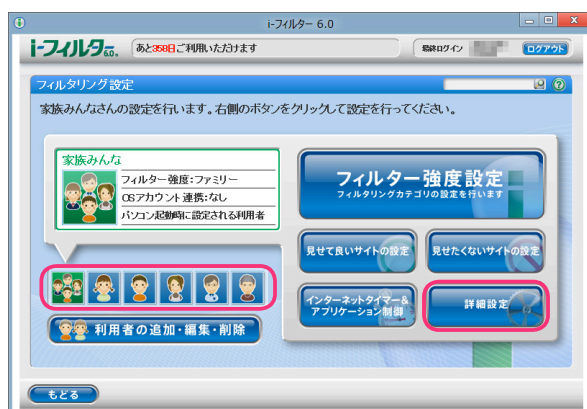 i-フィルター 6.0
i-フィルタ6.0。
あと358日ご利用いただけます
最終ログイン
ログアウト
フィルタリング設定
家族みんなさんの設定を行います。右側のボタンをクリックして設定を行ってください。
家族みんな
フィルター強度:ファミリー
OSアカウント連携:なし
パソコン起動時に設定される利用者
利用者の追加・編集・削除
フィルター強度設定
フィルタリングカテゴリの設定を行います
見せて良いサイトの設定
見せたくないサイトの設定
インターネットタイマー&
アプリケーション制御
詳細設定
もどる